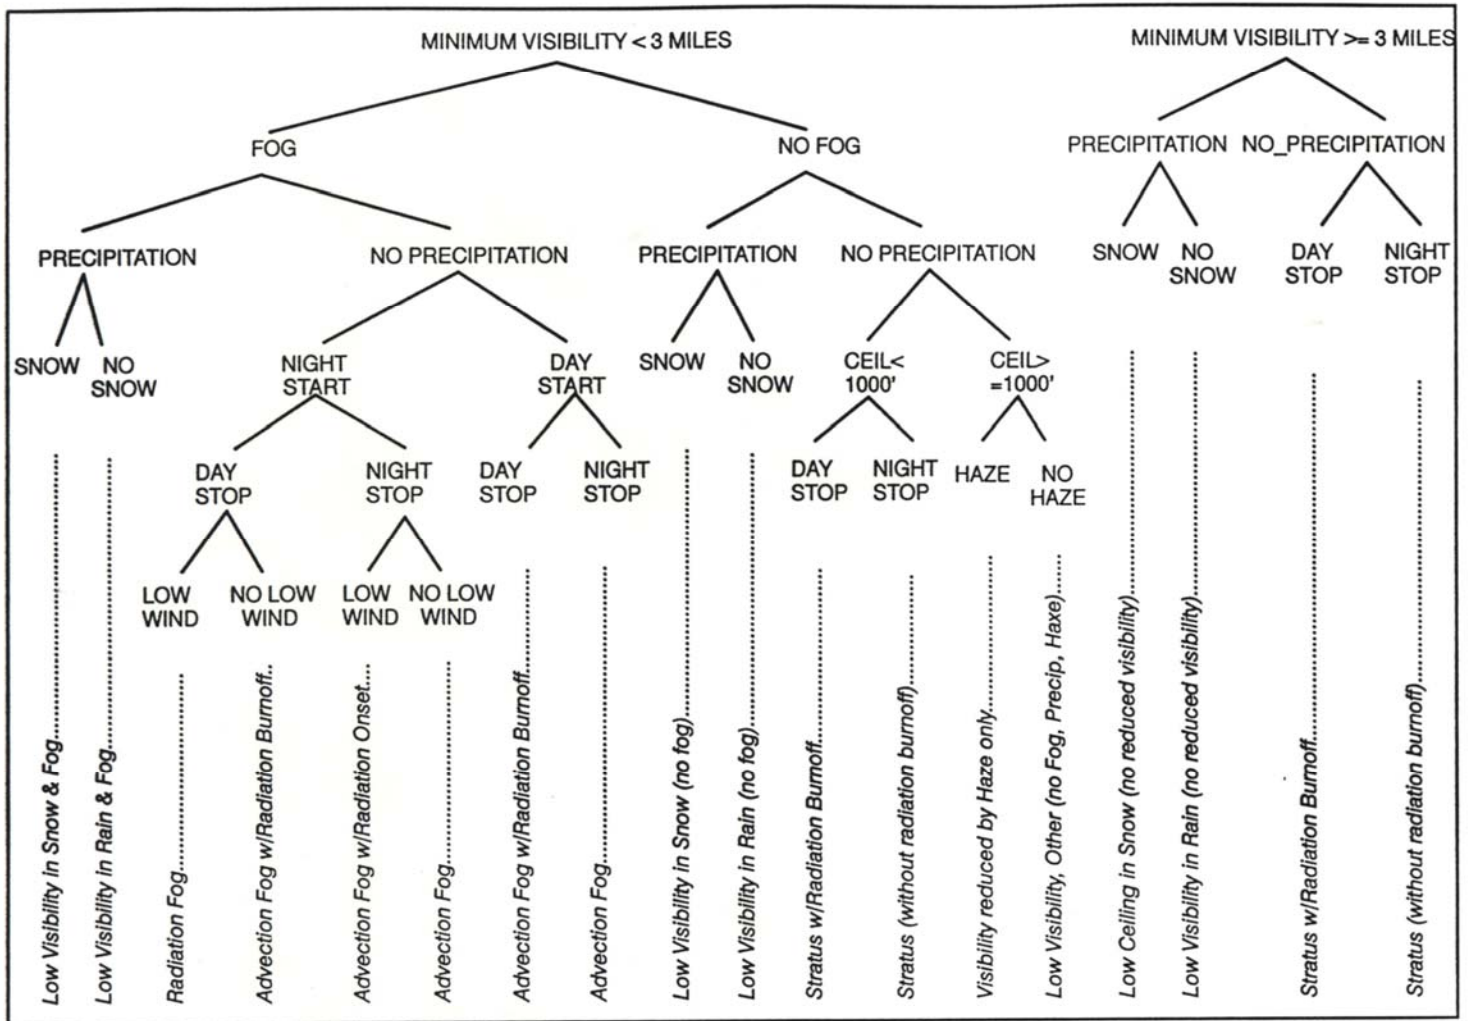 MINIMUM VISIBILITY < 3 MILES
MINIMUM VISIBILITY >= 3 MILES
FOG
NO FOG
PRECIPITATION
NO_PRECIPITATION
PRECIPITATION
NO PRECIPITATION
PRECIPITATION
NO PRECIPITATION
SNOW
NO
SNOW
DAY
STOP
NIGHT
STOP
SNOW
NO
SNOW
NIGHT
START
DAY
START
SNOW
NO
SNOW
CEIL<
1000'
CEIL>
=1000'
DAY
STOP
NIGHT
STOP
DAY
STOP
NIGHT
STOP
DAY
STOP
NIGHT
STOP
HAZE
NO
HAZE
LOW
WIND
NO LOW
WIND
LOW
WIND
NO LOW
WIND
Low Visibility in Snow & Fog
Low Visibility in Rain & Fog
Radiation Fog
Advection Fog w/Radiation Burnoff
Advection Fog w/Radiation Onset
Advection Fog
Advection Fog w/Radiation Burnoff
Advection Fog
Low Visibility in Snow (no fog)
Low Visibility in Rain (no fog)
Stratus w/Radiation Burnoff
Stratus (without radiation burnoff)
Visibility reduced by Haze only
Low Visibility, Other (no Fog, Precip, Haxe)
Low Ceiling in Snow (no reduced visibility)
Low Visibility in Rain (no reduced visibility)
Stratus w/Radiation Burnoff
Stratus (without radiation burnoff)